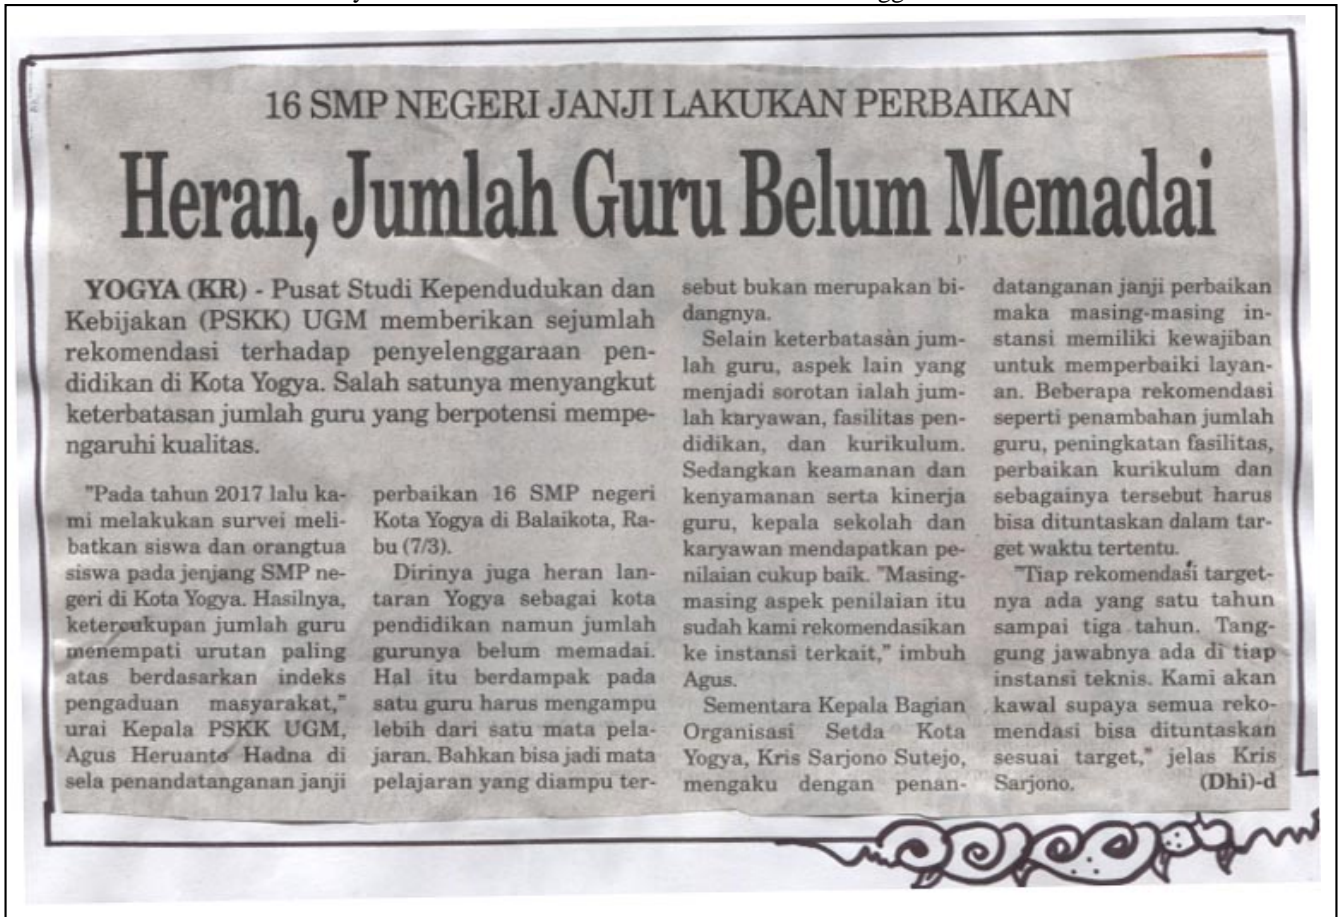 16 SMP NEGERI JANJI LAKUKAN PERBAIKAN
Heran, Jumlah Guru Belum Memadai
YOGYA (KR) - Pusat Studi Kependudukan dan
Kebijakan (PSKK) UGM memberikan sejumlah
rekomendasi terhadap penyelenggaraan pen-
didikan di Kota Yogya. Salah satunya menyangkut
keterbatasan jumlah guru yang berpotensi mempe-
ngaruhi kualitas.
"Pada tahun 2017 lalu ka-
mi melakukan survei meli-
batkan siswa dan orangtua
siswa pada jenjang SMP ne-
geri di Kota Yogya. Hasilnya,
ketercukupan jumlah guru
menempati urutan paling
atas berdasarkan indeks
pengaduan masyarakat,"
urai Kepala PSKK UGM,
Agus Heruanto Hadna di
sela penandatanganan janji
perbaikan 16 SMP negeri
Kota Yogya di Balaikota, Ra-
bu (7/3).
Dirinya juga heran lan-
taran Yogya sebagai kota
pendidikan namun jumlah
gurunya belum memadai.
Hal itu berdampak pada
satu guru harus mengampu
lebih dari satu mata pela-
jaran. Bahkan bisa jadi mata
pelajaran yang diampu ter-
sebut bukan merupakan bi-
dangnya.
Selain keterbatasan jum-
lah guru, aspek lain yang
menjadi sorotan ialah jum-
lah karyawan, fasilitas pen-
didikan, dan kurikulum.
Sedangkan keamanan dan
kenyamanan serta kinerja
guru, kepala sekolah dan
karyawan mendapatkan pe-
nilaian cukup baik. "Masing-
masing aspek penilaian itu
sudah kami rekomendasikan
ke instansi terkait," imbuh
Agus.
Sementara Kepala Bagian
Organisasi Setda Kota
Yogya, Kris Sarjono Sutejo,
mengaku dengan penan-
datanganan janji perbaikan
maka masing-masing in-
stansi memiliki kewajiban
untuk memperbaiki layan-
an. Beberapa rekomendasi
seperti penambahan jumlah
guru, peningkatan fasilitas,
perbaikan kurikulum dan
sebagainya tersebut harus
bisa dituntaskan dalam tar-
get waktu tertentu.
"Tiap rekomendasi target-
nya ada yang satu tahun
sampai tiga tahun. Tang-
gung jawabnya ada di tiap
instansi teknis. Kami akan
kawal supaya semua reko-
mendasi bisa dituntaskan
sesuai target," jelas Kris
Sarjono. (Dhi)-d